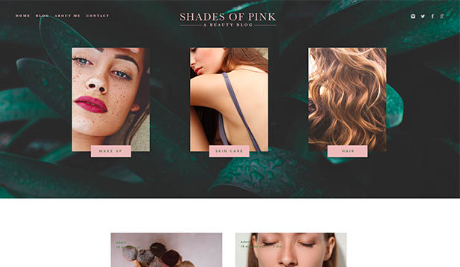 HOME BLOG ABOUT ME CONTACT
SHADES OF PINK
A BEAUTY BLOG
MAKE UP
SKIN CARE
HAIR